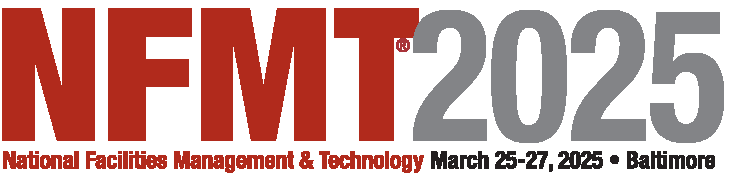 NFMT®2025
National Facilities Management & Technology March 25-27, 2025 • Baltimore